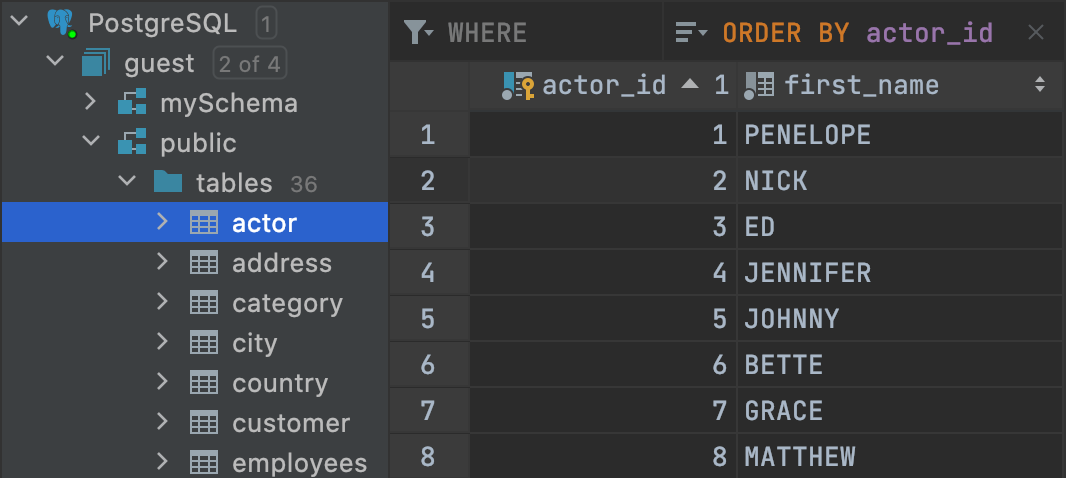 PostgreSQL 1
guest 2 of 4
mySchema
public
tables 36
actor
address
category
city
country
customer
employees
WHERE ORDER BY actor_id
actor_id 1 first_name
1 1 PENELOPE
2 2 NICK
3 3 ED
4 4 JENNIFER
5 5 JOHNNY
6 6 BETTE
7 7 GRACE
8 8 MATTHEW